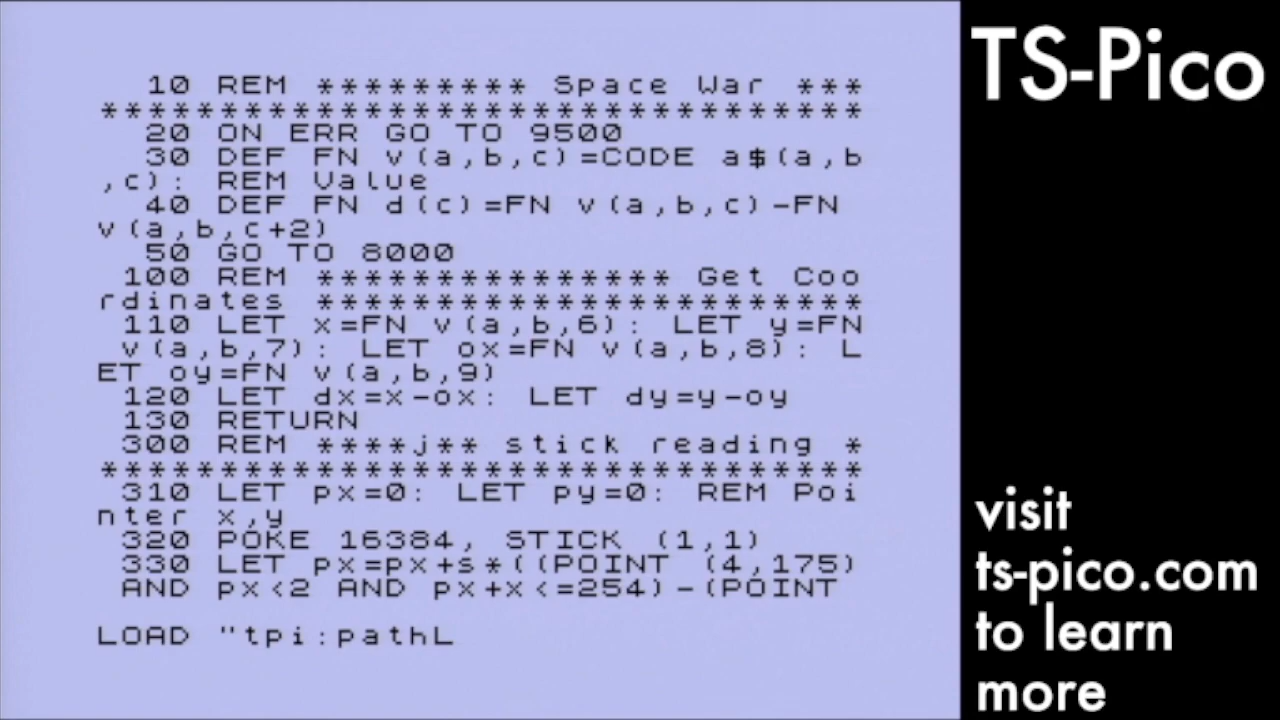 10 REM ********* Space War ***
********************************
20 ON ERR GO TO 9500
30 DEF FN v(a,b,c)=CODE a$(a,b
,c): REM Value
40 DEF FN d(c)=FN v(a,b,c)-FN
v(a,b,c+2)
50 GO TO 8000
100 REM *************** Get Coo
rdinates ***********************
110 LET x=FN v(a,b,6): LET y=FN
v(a,b,7): LET ox=FN v(a,b,8): L
ET oy=FN v(a,b,9)
120 LET dx=x-ox: LET dy=y-oy
130 RETURN
300 REM ****j** stick reading *
********************************
310 LET px=0: LET py=0: REM Poi
nter x,y
320 POKE 16384, STICK (1,1)
330 LET px=px+s*((POINT (4,175)
AND px<2 AND px+x<=254)-(POINT
LOAD "tpi:pathL
TS-Pico
visit
ts-pico.com
to learn
more